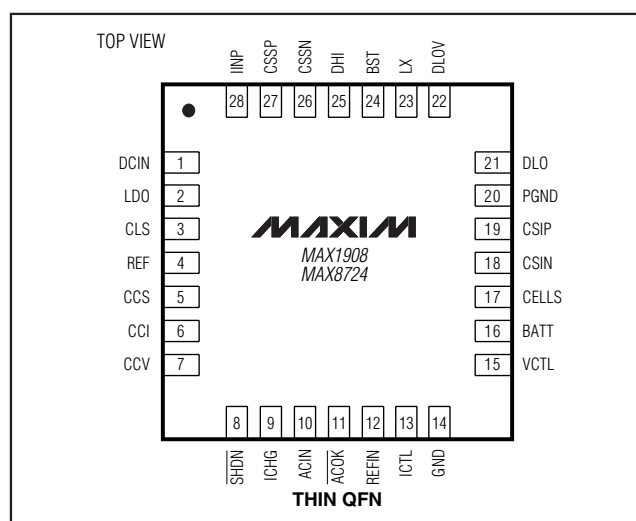 TOP VIEW
IINP
CSSP
CSSN
DHI
BST
LX
DLOV
28 27 26 25 24 23 22
DCIN 1
LDO 2
CLS 3
REF 4
CCS 5
CCI 6
CCV 7
MAXIM
MAX1908
MAX8724
21 DLO
20 PGND
19 CSIP
18 CSIN
17 CELLS
16 BATT
15 VCTL
8 9 10 11 12 13 14
SHDN
ICHG
ACIN
ACOK
REFIN
ICTL
GND
THIN QFN